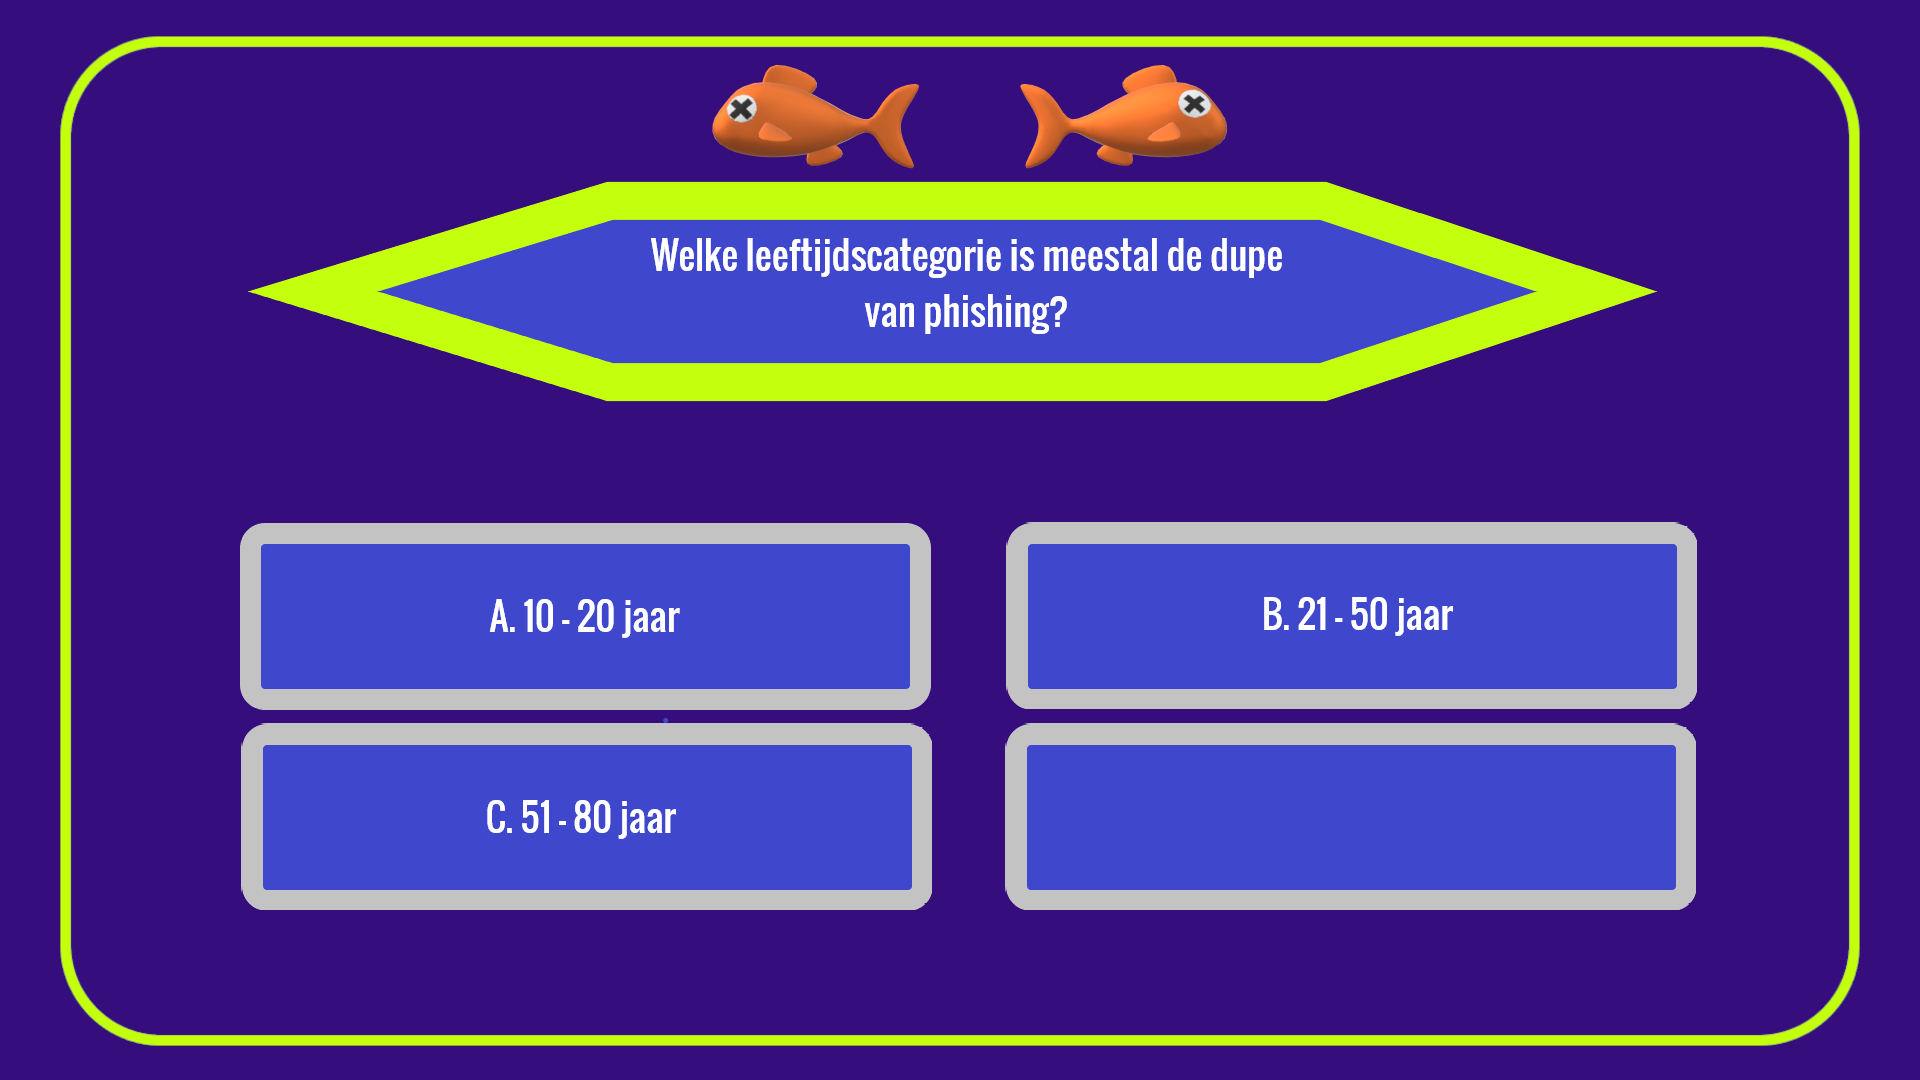 Welke leeftijdscategorie is meestal de dupe
van phishing?
A. 10 - 20 jaar
B. 21 - 50 jaar
C. 51 - 80 jaar